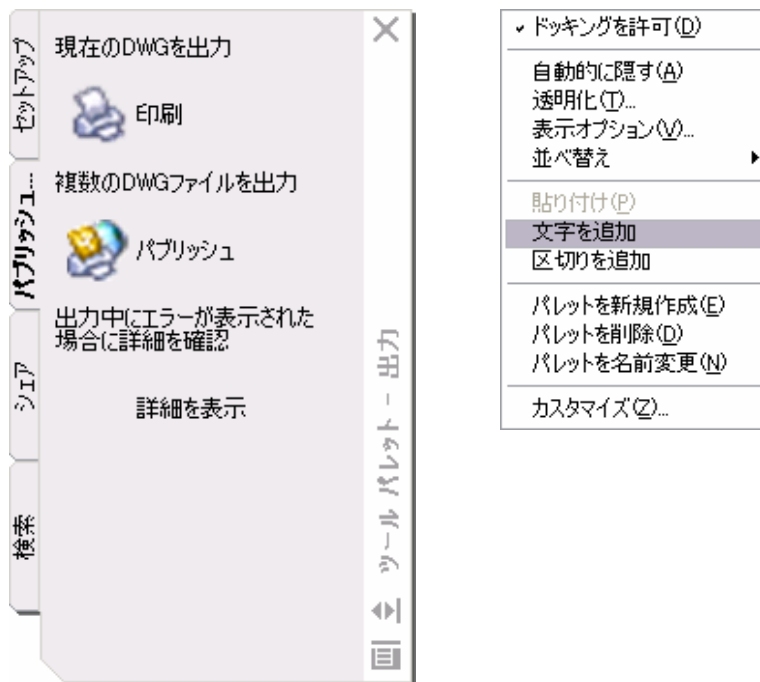 セットアップ
パブリッシュ...
シェア
検索
現在のDWGを出力
印刷
複数のDWGファイルを出力
パブリッシュ
出力中にエラーが表示された
場合に詳細を確認
詳細を表示
ツール パレット - 出力
ドッキングを許可(D)
自動的に隠す(A)
透明化(T)...
表示オプション(V)...
並べ替え
貼り付け(P)
文字を追加
区切りを追加
パレットを新規作成(E)
パレットを削除(D)
パレットを名前変更(N)
カスタマイズ(Z)...